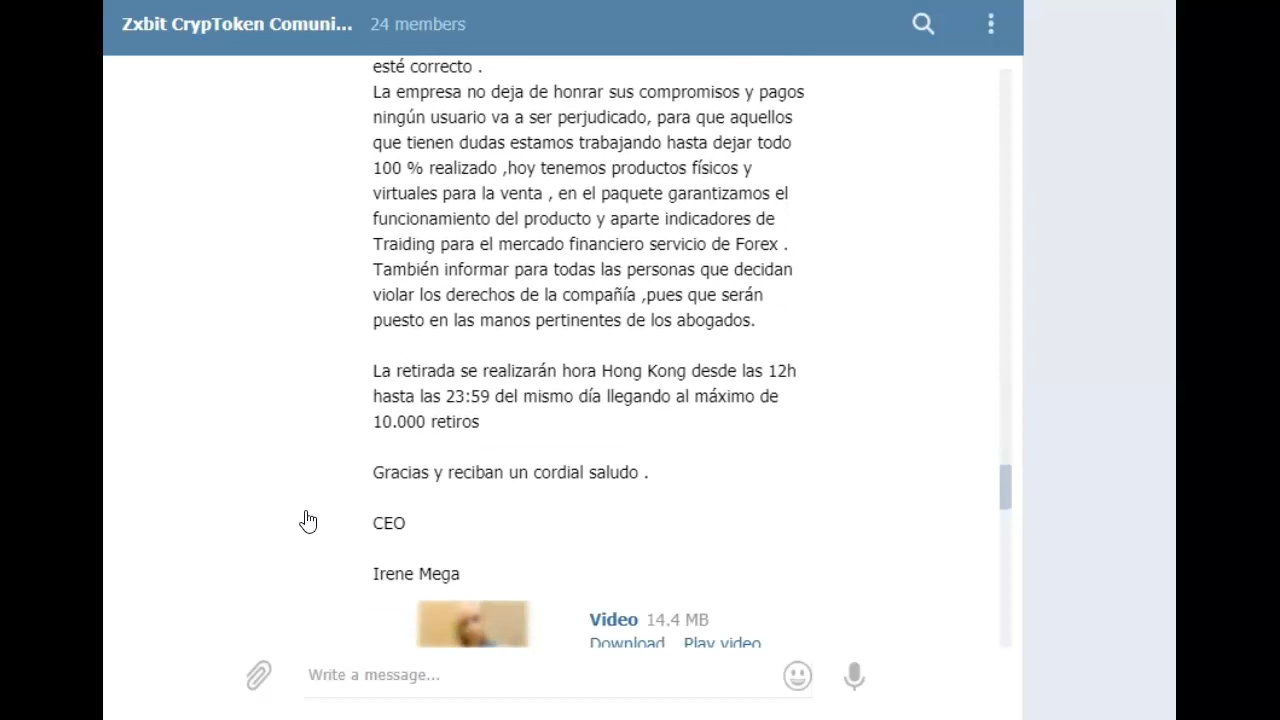 Zxbit CrypToken Comuni... 24 members
esté correcto .
La empresa no deja de honrar sus compromisos y pagos
ningún usuario va a ser perjudicado, para que aquellos
que tienen dudas estamos trabajando hasta dejar todo
100 % realizado ,hoy tenemos productos físicos y
virtuales para la venta , en el paquete garantizamos el
funcionamiento del producto y aparte indicadores de
Traiding para el mercado financiero servicio de Forex .
También informar para todas las personas que decidan
violar los derechos de la compañía ,pues que serán
puesto en las manos pertinentes de los abogados.
La retirada se realizarán hora Hong Kong desde las 12h
hasta las 23:59 del mismo día llegando al máximo de
10.000 retiros
Gracias y reciban un cordial saludo .
CEO
Irene Mega
Video 14.4 MB
Download Play video
Write a message...